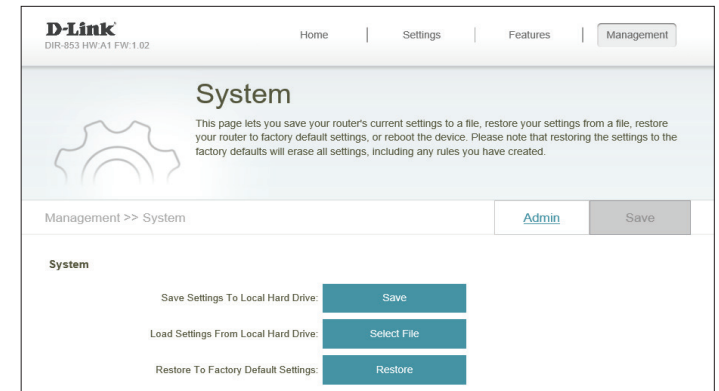 D-Link
DIR-853 HW:A1 FW:1.02
Home | Settings | Features | Management
System
This page lets you save your router's current settings to a file, restore your settings from a file, restore
your router to factory default settings, or reboot the device. Please note that restoring the settings to the
factory defaults will erase all settings, including any rules you have created.
Management >> System
Admin
Save
System
Save Settings To Local Hard Drive: Save
Load Settings From Local Hard Drive: Select File
Restore To Factory Default Settings: Restore